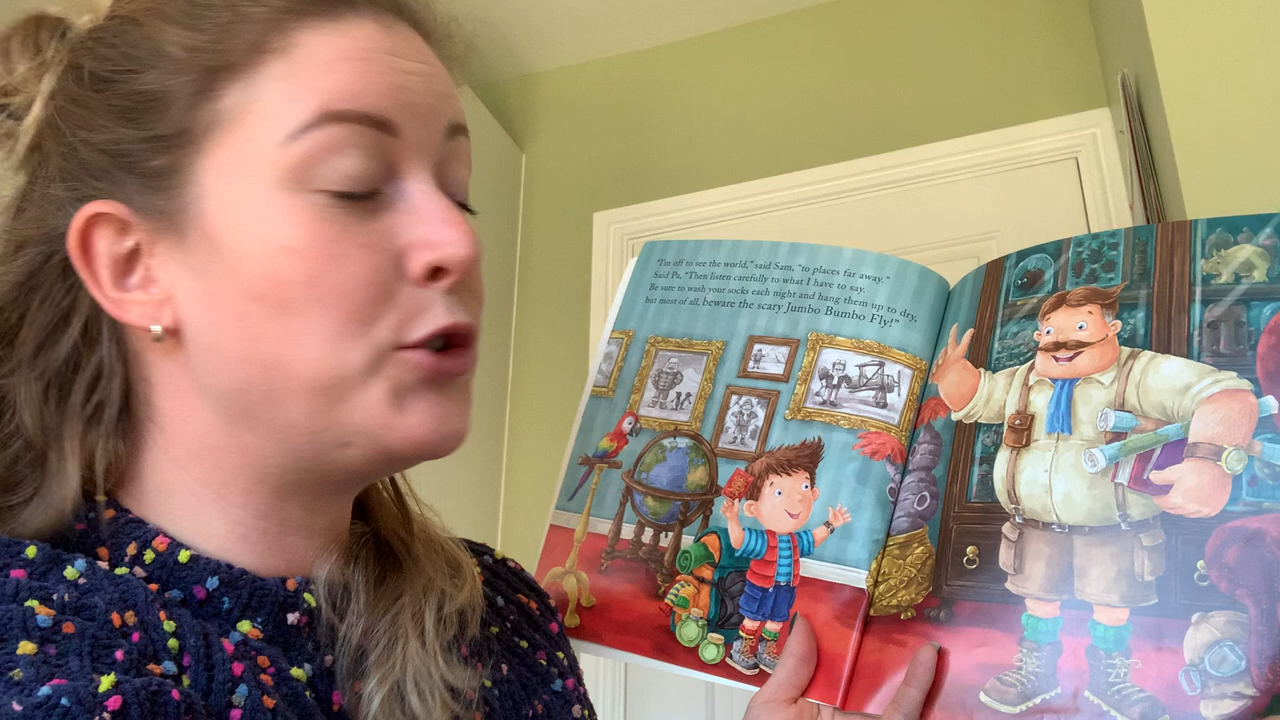 "I'm off to see the world," said Sam, "to places far away."
Said Pa, "Then listen carefully to what I have to say.
Be sure to wash your socks each night and hang them up to dry,
but most of all, beware the scary Jumbo Bumbo Fly!"